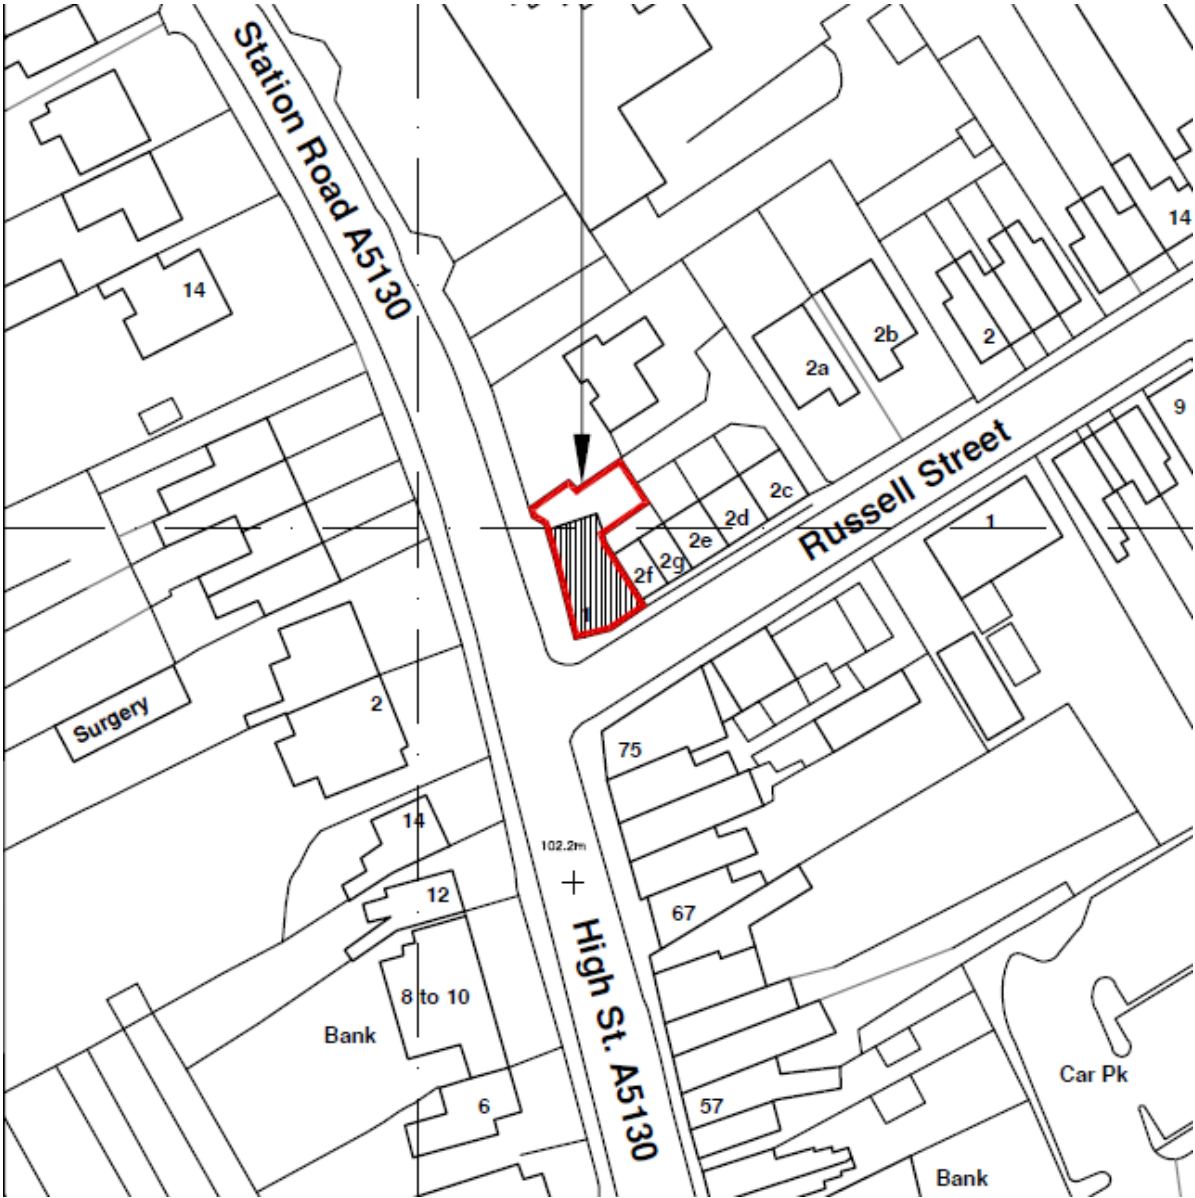 Station Road A5130
14
14
2b
2
2a
9
2c
Russell Street
2d
1
2e
2g
2f
1
Surgery
2
75
14
102.2m
12
67
High St. A5130
8 to 10
Bank
Car Pk
6
57
Bank